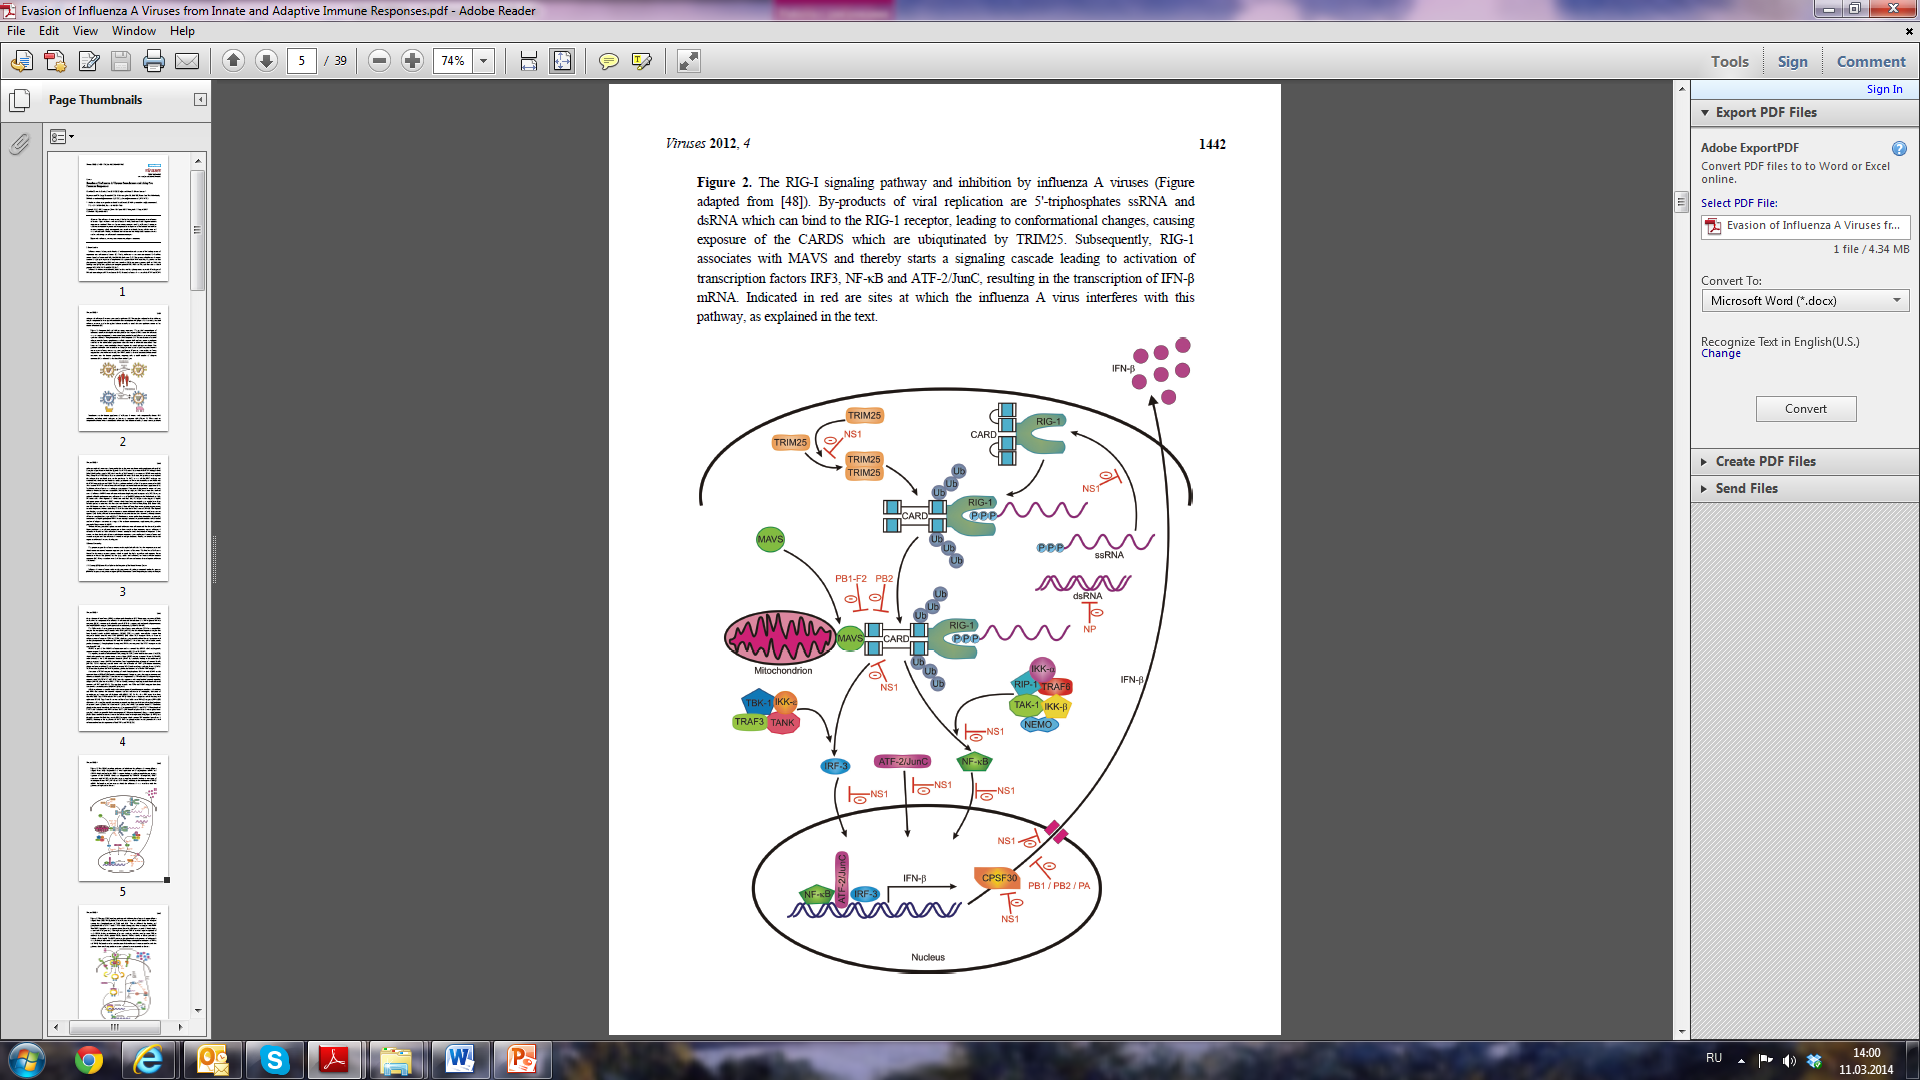 Evasion of Influenza A Viruses from Innate and Adaptive Immune Responses.pdf - Adobe Reader
File Edit View Window Help
5 / 39 74% Tools Sign Comment
Page Thumbnails
Sign In
Export PDF Files
Adobe ExportPDF
Convert PDF files to to Word or Excel
online.
Select PDF File:
Evasion of Influenza A Viruses fr...
1 file / 4.34 MB
Convert To:
Microsoft Word (*.docx)
Recognize Text in English(U.S.)
Change
Convert
Create PDF Files
Send Files
1
2
3
4
5
Viruses 2012, 4 1442
Figure 2. The RIG-I signaling pathway and inhibition by influenza A viruses (Figure
adapted from [48]). By-products of viral replication are 5'-triphosphates ssRNA and
dsRNA which can bind to the RIG-1 receptor, leading to conformational changes, causing
exposure of the CARDS which are ubiqutinated by TRIM25. Subsequently, RIG-1
associates with MAVS and thereby starts a signaling cascade leading to activation of
transcription factors IRF3, NF-κB and ATF-2/JunC, resulting in the transcription of IFN-β
mRNA. Indicated in red are sites at which the influenza A virus interferes with this
pathway, as explained in the text.
IFN-β
TRIM25
TRIM25
NS1
TRIM25
TRIM25
CARD
RIG-1
NS1
Ub
Ub
Ub
CARD
RIG-1
P P P
Ub
Ub
Ub
MAVS
P P P
ssRNA
dsRNA
NP
PB1-F2 PB2
Ub
Ub
Ub
MAVS
CARD
RIG-1
P P P
Ub
Ub
Ub
Mitochondrion
NS1
TBK-1
IKK-ε
TRAF3
TANK
IKK-α
RIP-1
TRAF6
TAK-1
IKK-β
NEMO
NS1
IFN-β
IRF-3
ATF-2/JunC
NF-κB
NS1
NS1
NS1
NS1
NF-κB
ATF-2/JunC
IRF-3
IFN-β
CPSF30
PB1 / PB2 / PA
NS1
Nucleus
RU
14:00
11.03.2014